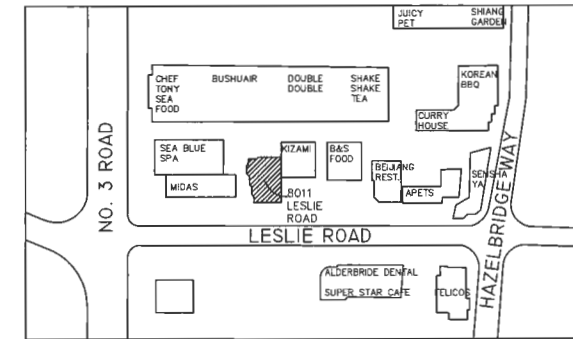 JUICY
PET
SHIANG
GARDEN
CHEF
TONY
SEA
FOOD
BUSHUAIR
DOUBLE
DOUBLE
SHAKE
SHAKE
TEA
KOREAN
BBQ
CURRY
HOUSE
SEA BLUE
SPA
MIDAS
KIZAMI
B&S
FOOD
BEIJIANG
REST.
APETS
SENSHA
YA
8011
LESLIE
ROAD
NO. 3 ROAD
LESLIE ROAD
HAZELBRIDGE WAY
ALDERBRIDE DENTAL
SUPER STAR CAFE
FELICOS